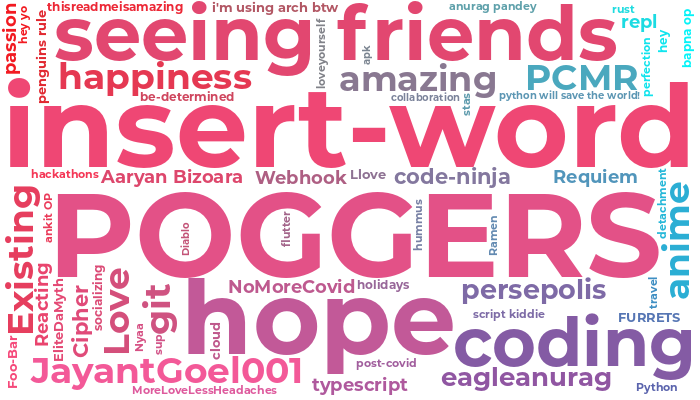 thisreadmeisamazing
i'm using arch btw
anurag pandey
rust
repl
passion
hey yo
penguins rule
seeing friends
loveyourself
apk
perfection
hey
bapna op
happiness
amazing
PCMR
be-determined
collaboration
stas
python will save the world!
insert-word
hackathons
Aaryan Bizoara
Webhook
Llove
code-ninja
Requiem
detachment
anime
Existing
ankit OP
POGGERS
Diablo
flutter
hummus
Ramen
Reacting
EliteDaMyth
Cipher
socializing
Love
Nyaa
git
sup
hope
cloud
NoMoreCovid
holidays
persepolis
travel
script kiddie
FURRETS
coding
Foo-Bar
JayantGoel001
post-covid
MoreLoveLessHeadaches
typescript
eagleanurag
Python